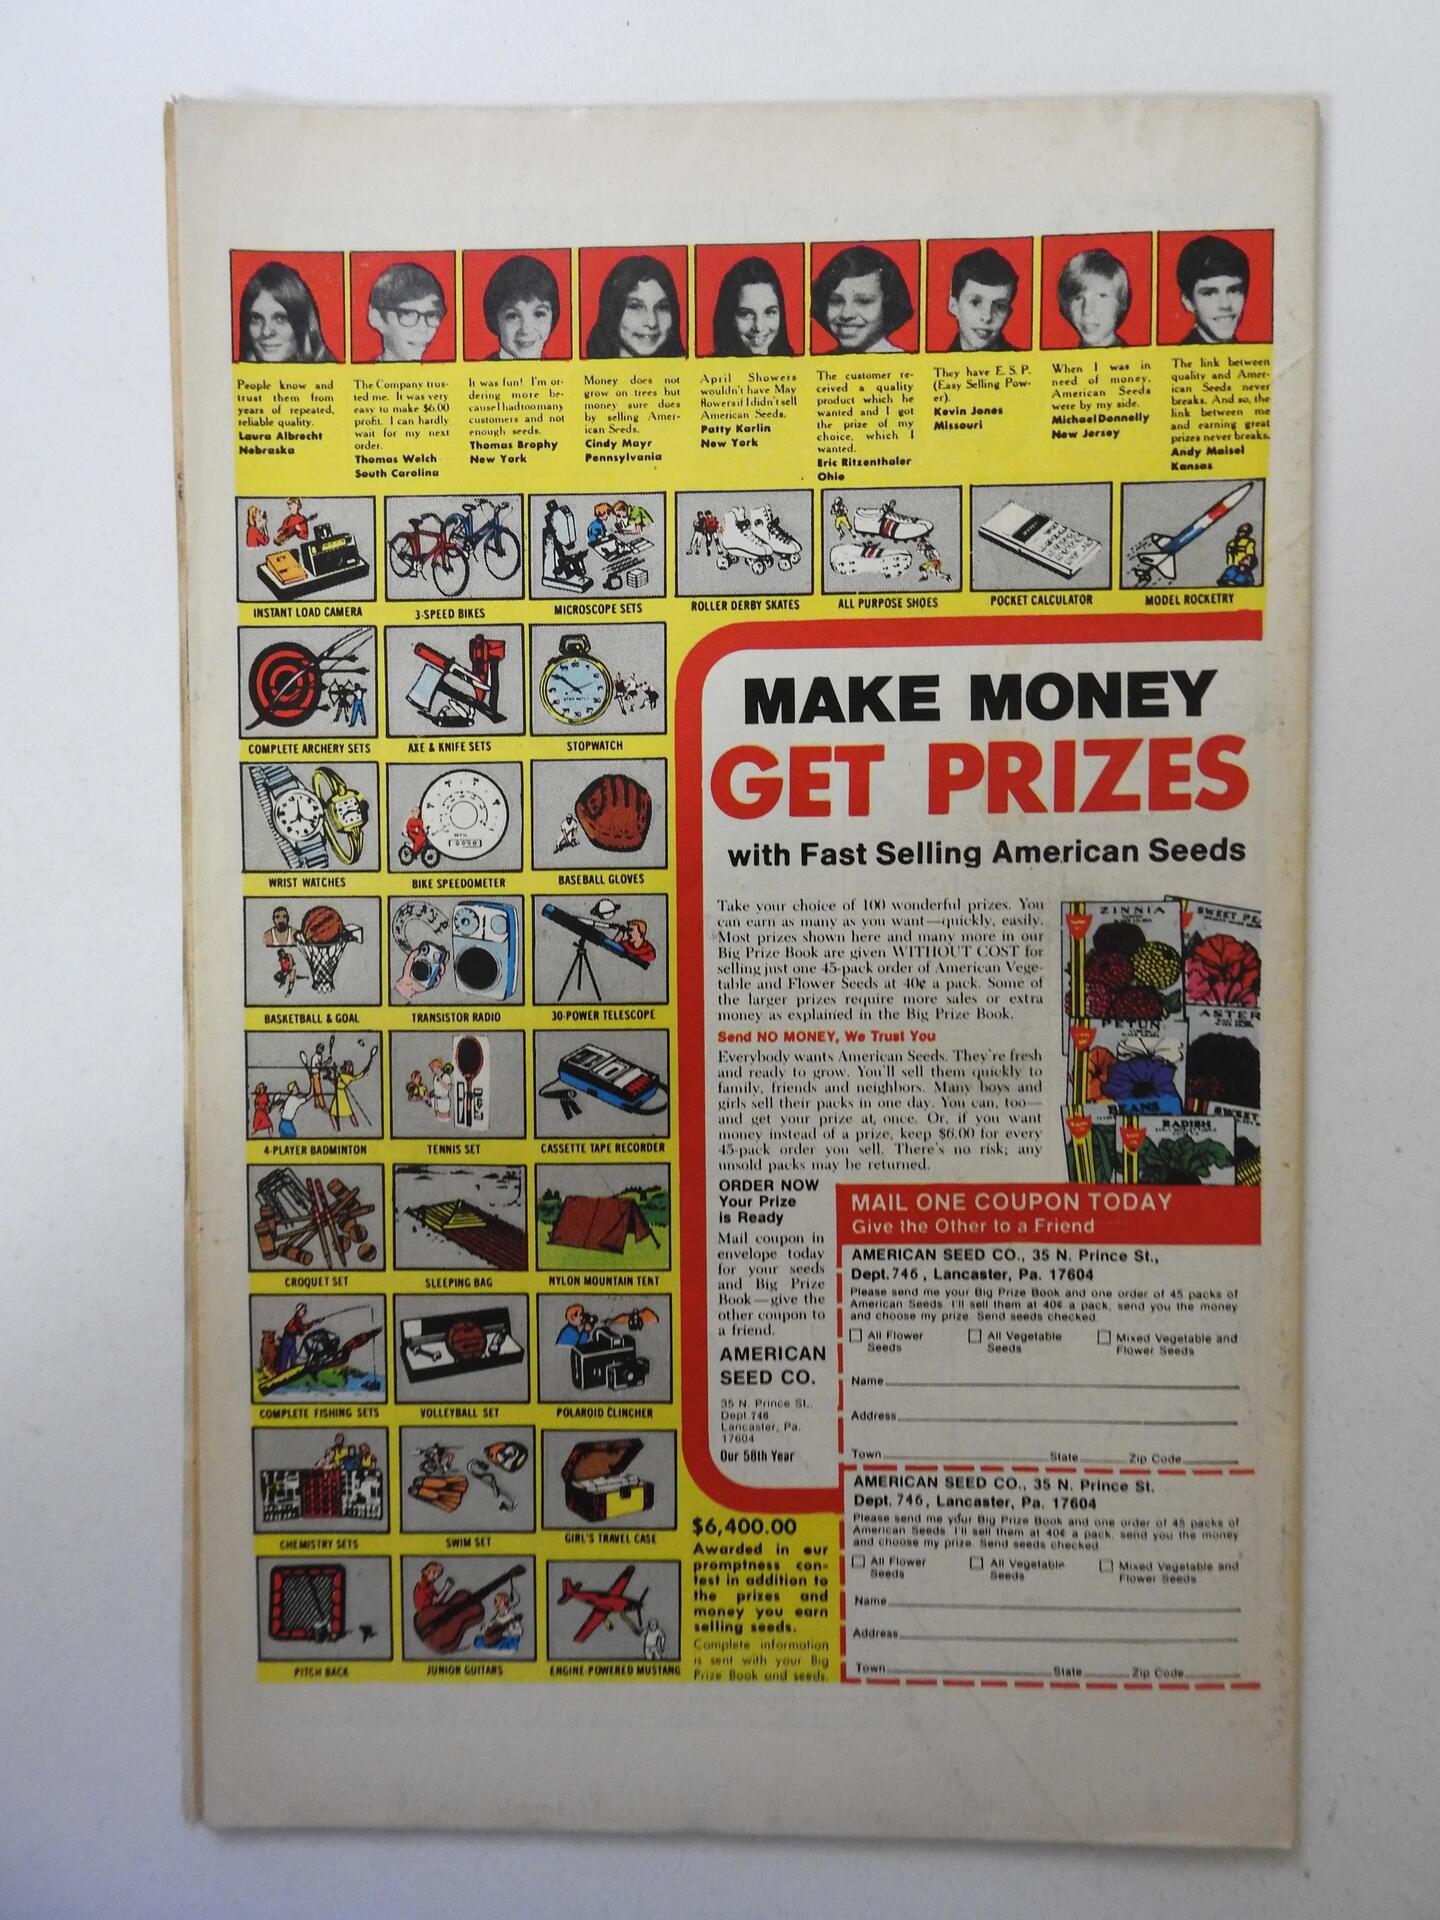 People know and
trust them from
years of repeated,
reliable quality.
Laura Albrecht
Nebraska
The Company trus-
ted me. It was very
easy to make $6.00
profit. I can hardly
wait for my next
order.
Thomas Welch
South Carolina
It was fun! I'm or-
dering more be-
cause I had too many
customers and not
enough seeds.
Thomas Brophy
New York
Money does not
grow on trees but
money sure does
by selling Amer-
ican Seeds.
Cindy Mayr
Pennsylvania
April Showers
wouldn't have May
flowers if I didn't sell
American Seeds.
Patty Karlin
New York
The customer re-
ceived a quality
product which he
wanted and I got
the prize of my
choice, which I
wanted.
Eric Ritzenthaler
Ohio
They have E. S. P.
(Easy Selling Pow-
er).
Kevin Jones
Missouri
When I was in
need of money,
American Seeds
were by my side.
Michael Donnelly
New Jersey
The link between
quality and Amer-
ican Seeds never
breaks. And so, the
link between me
and earning great
prizes never breaks.
Andy Maisel
Kansas
INSTANT LOAD CAMERA
3-SPEED BIKES
MICROSCOPE SETS
ROLLER DERBY SKATES
ALL PURPOSE SHOES
POCKET CALCULATOR
MODEL ROCKETRY
COMPLETE ARCHERY SETS
AXE & KNIFE SETS
STOPWATCH
WRIST WATCHES
BIKE SPEEDOMETER
BASEBALL GLOVES
BASKETBALL & GOAL
TRANSISTOR RADIO
30-POWER TELESCOPE
4-PLAYER BADMINTON
TENNIS SET
CASSETTE TAPE RECORDER
CROQUET SET
SLEEPING BAG
NYLON MOUNTAIN TENT
COMPLETE FISHING SETS
VOLLEYBALL SET
POLAROID CLINCHER
CHEMISTRY SETS
SWIM SET
GIRL'S TRAVEL CASE
PITCH BACK
JUNIOR GUITARS
ENGINE-POWERED MUSTANG
MAKE MONEY
GET PRIZES
with Fast Selling American Seeds
Take your choice of 100 wonderful prizes. You
can earn as many as you want—quickly, easily.
Most prizes shown here and many more in our
Big Prize Book are given WITHOUT COST for
selling just one 45-pack order of American Vege-
table and Flower Seeds at 40¢ a pack. Some of
the larger prizes require more sales or extra
money as explained in the Big Prize Book.
Send NO MONEY, We Trust You
Everybody wants American Seeds. They're fresh
and ready to grow. You'll sell them quickly to
family, friends and neighbors. Many boys and
girls sell their packs in one day. You can, too—
and get your prize at once. Or, if you want
money instead of a prize, keep $6.00 for every
45-pack order you sell. There's no risk; any
unsold packs may be returned.
ZINNIA
SWEET PE
ASTER
PETUN
BEANS
RADISH
SWEET
ORDER NOW
Your Prize
is Ready
Mail coupon in
envelope today
for your seeds
and Big Prize
Book—give the
other coupon to
a friend.
AMERICAN
SEED CO.
35 N. Prince St.,
Dept 746
Lancaster, Pa.
17604
Our 58th Year
MAIL ONE COUPON TODAY
Give the Other to a Friend
AMERICAN SEED CO., 35 N. Prince St.,
Dept. 746, Lancaster, Pa. 17604
Please send me your Big Prize Book and one order of 45 packs of
American Seeds. I'll sell them at 40¢ a pack, send you the money
and choose my prize. Send seeds checked.
All Flower
Seeds
All Vegetable
Seeds
Mixed Vegetable and
Flower Seeds
Name
Address
Town State Zip Code
AMERICAN SEED CO., 35 N. Prince St.
Dept. 746, Lancaster, Pa. 17604
Please send me your Big Prize Book and one order of 45 packs of
American Seeds. I'll sell them at 40¢ a pack, send you the money
and choose my prize. Send seeds checked.
All Flower
Seeds
All Vegetable
Seeds
Mixed Vegetable and
Flower Seeds
Name
Address
Town State Zip Code
$6,400.00
Awarded in our
promptness con-
test in addition to
the prizes and
money you earn
selling seeds.
Complete information
is sent with your Big
Prize Book and seeds.